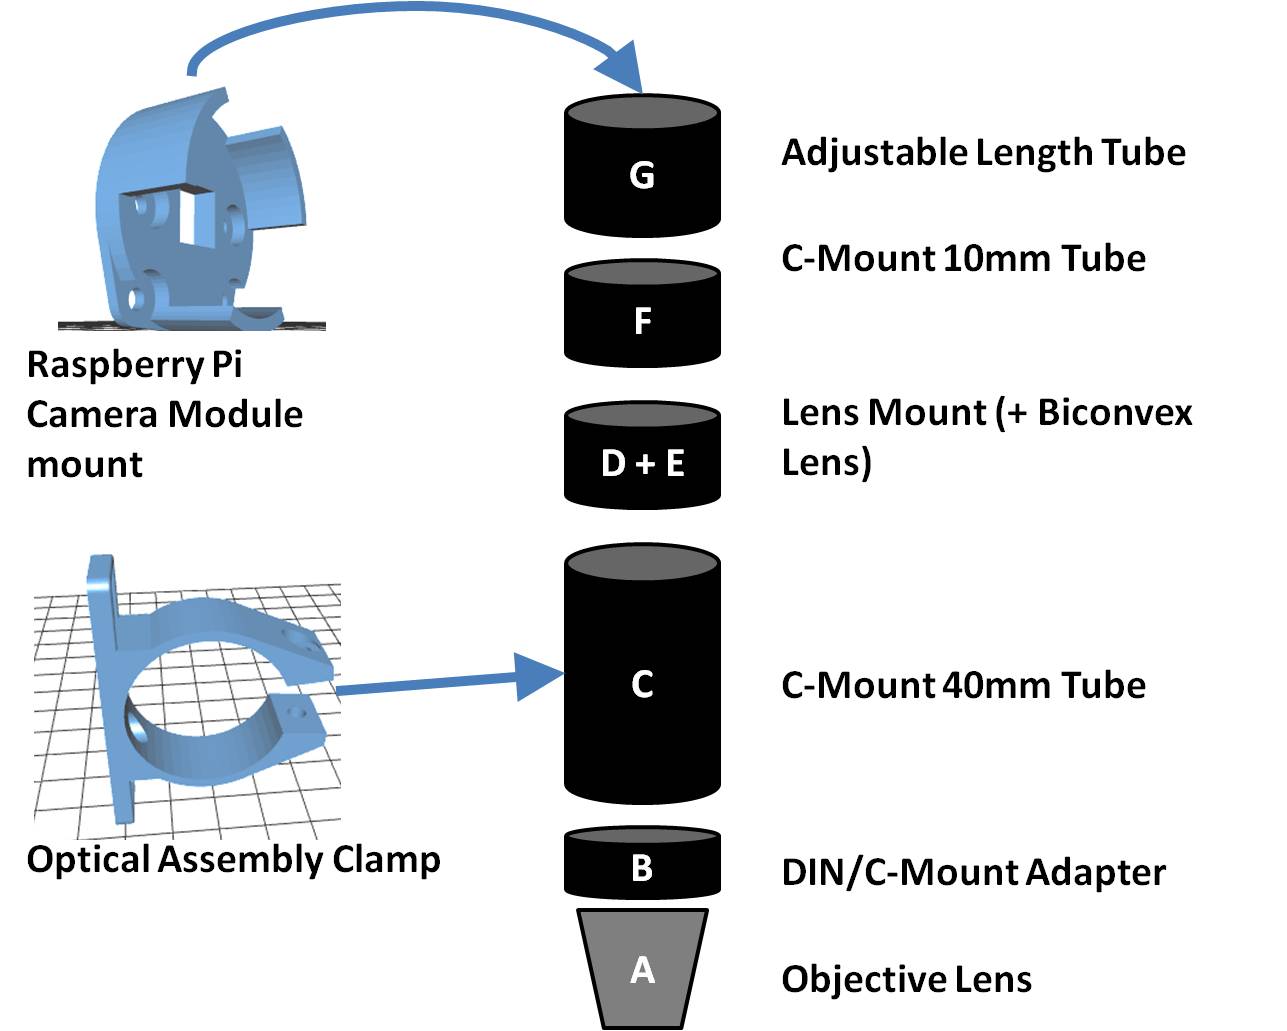 G
Adjustable Length Tube
C-Mount 10mm Tube
F
Raspberry Pi
Camera Module
mount
Lens Mount (+ Biconvex
Lens)
D + E
C
C-Mount 40mm Tube
Optical Assembly Clamp
B
DIN/C-Mount Adapter
A
Objective Lens